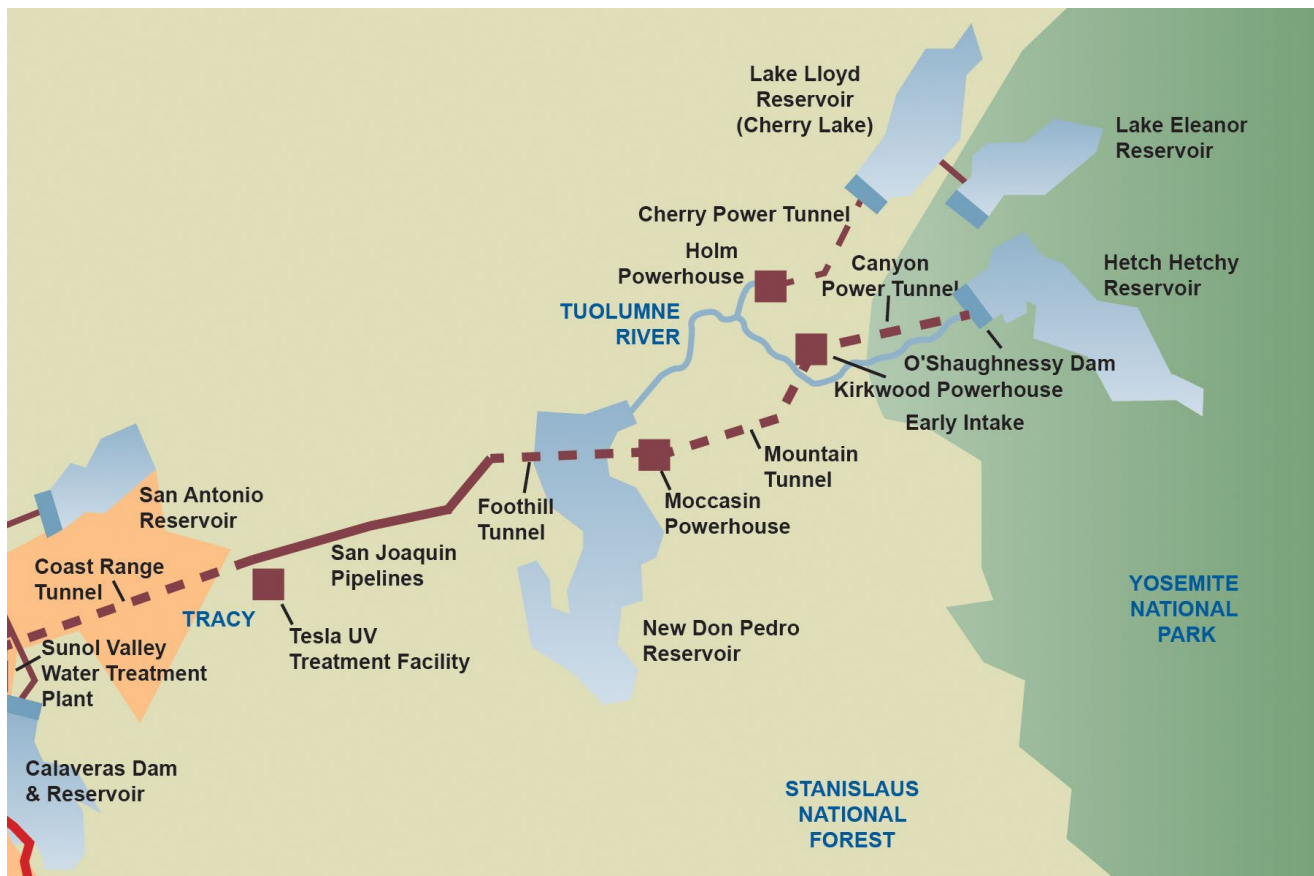 Lake Lloyd
Reservoir
(Cherry Lake)
Lake Eleanor
Reservoir
Cherry Power Tunnel
Holm
Powerhouse
Canyon
Power Tunnel
Hetch Hetchy
Reservoir
TUOLUMNE
RIVER
O'Shaughnessy Dam
Kirkwood Powerhouse
Early Intake
Mountain
Tunnel
Moccasin
Powerhouse
Foothill
Tunnel
San Antonio
Reservoir
San Joaquin
Pipelines
Coast Range
Tunnel
TRACY
Tesla UV
Treatment Facility
New Don Pedro
Reservoir
YOSEMITE
NATIONAL
PARK
Sunol Valley
Water Treatment
Plant
Calaveras Dam
& Reservoir
STANISLAUS
NATIONAL
FOREST